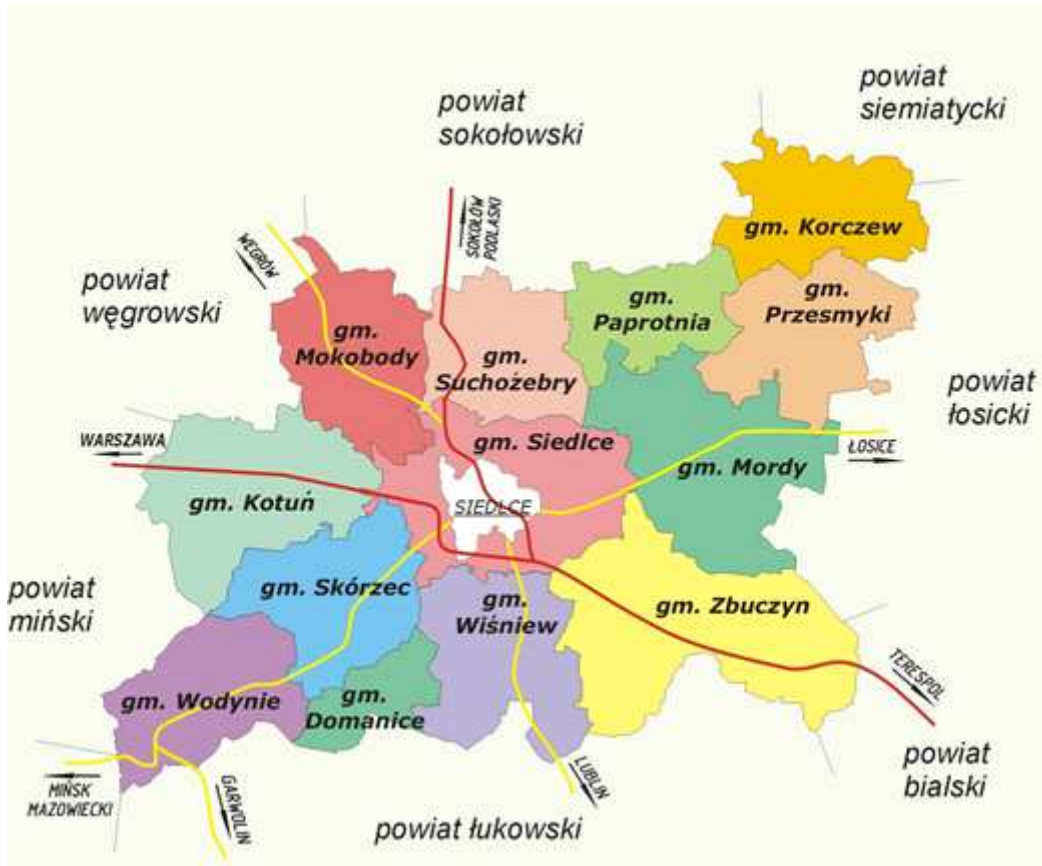 powiat
siemiatycki
powiat
sokołowski
SOKOŁÓW
PODLASKI
WĘGRÓW
gm. Korczew
powiat
węgrowski
gm.
Paprotnia
gm.
Przesmyki
gm.
Mokobody
gm.
Suchożebry
powiat
łosicki
WARSZAWA
gm. Siedlce
ŁOSICE
gm. Mordy
gm. Kotuń
SIEDLCE
powiat
miński
gm. Skórzec
gm.
Wiśniew
gm. Zbuczyn
gm. Wodynie
gm.
Domanice
TERESPOL
powiat
bialski
MIŃSK
MAZOWIECKI
GARWOLIN
LUBLIN
powiat łukowski